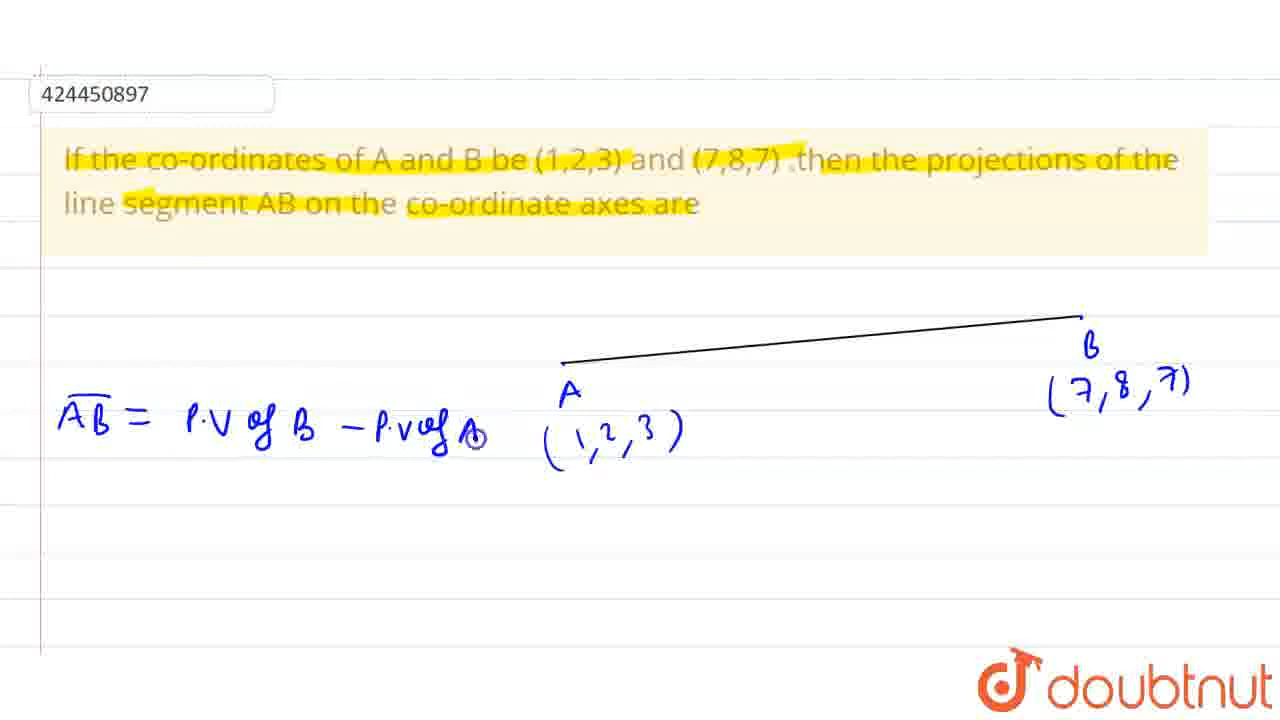 424450897
If the co-ordinates of A and B be (1,2,3) and (7,8,7) .then the projections of the
line segment AB on the co-ordinate axes are
B
(7,8,7)
A
AB = P.V of B - P.V of A
(1,2,3)
doubtnut